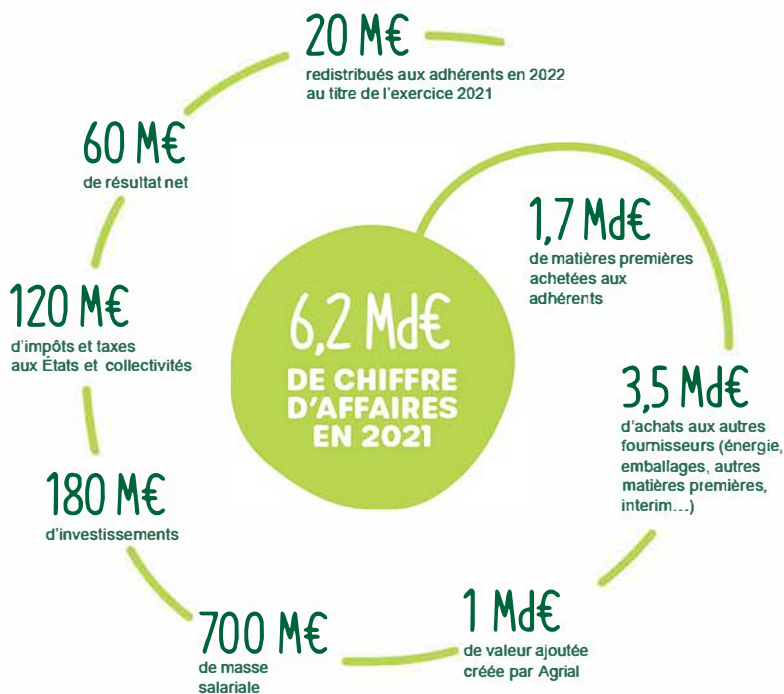 20 M€
redistribués aux adhérents en 2022
au titre de l'exercice 2021
60 M€
de résultat net
1,7 Md€
de matières premières
achetées aux
adhérents
6,2 Md€
DE CHIFFRE
D'AFFAIRES
EN 2021
120 M€
d'impôts et taxes
aux États et collectivités
3,5 Md€
d'achats aux autres
fournisseurs (énergie,
emballages, autres
matières premières,
interim...)
180 M€
d'investissements
1 Md€
de valeur ajoutée
créée par Agrial
700 M€
de masse
salariale